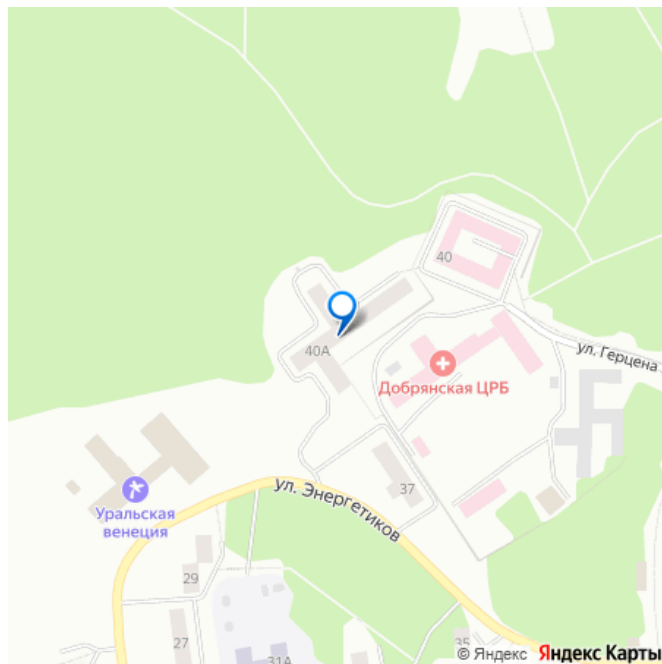 40
40А
ул. Герцена
Добрянская ЦРБ
37
ул. Энергетиков
Уральская
венеция
29
27
31А
35
© Яндекс Яндекс Карты